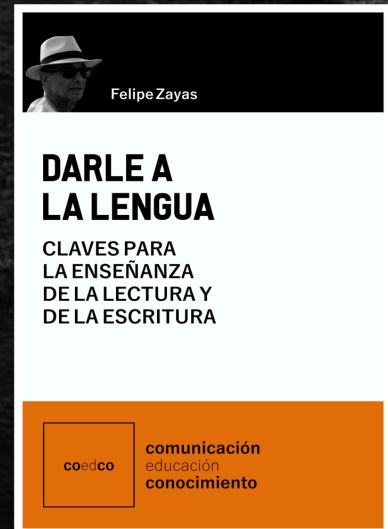 Felipe Zayas
DARLE A
LA LENGUA
CLAVES PARA
LA ENSEÑANZA
DE LA LECTURA Y
DE LA ESCRITURA
coedco
comunicación
educación
conocimiento